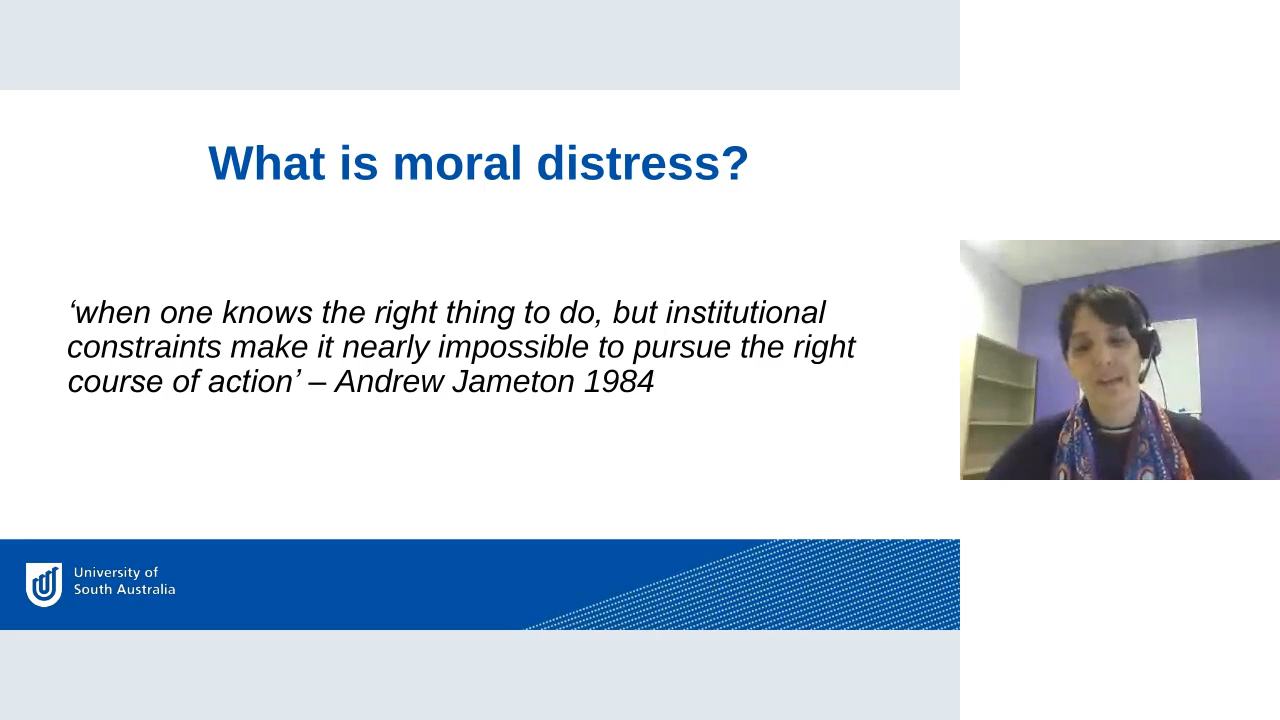 What is moral distress?
‘when one knows the right thing to do, but institutional
constraints make it nearly impossible to pursue the right
course of action’ – Andrew Jameton 1984
University of
South Australia